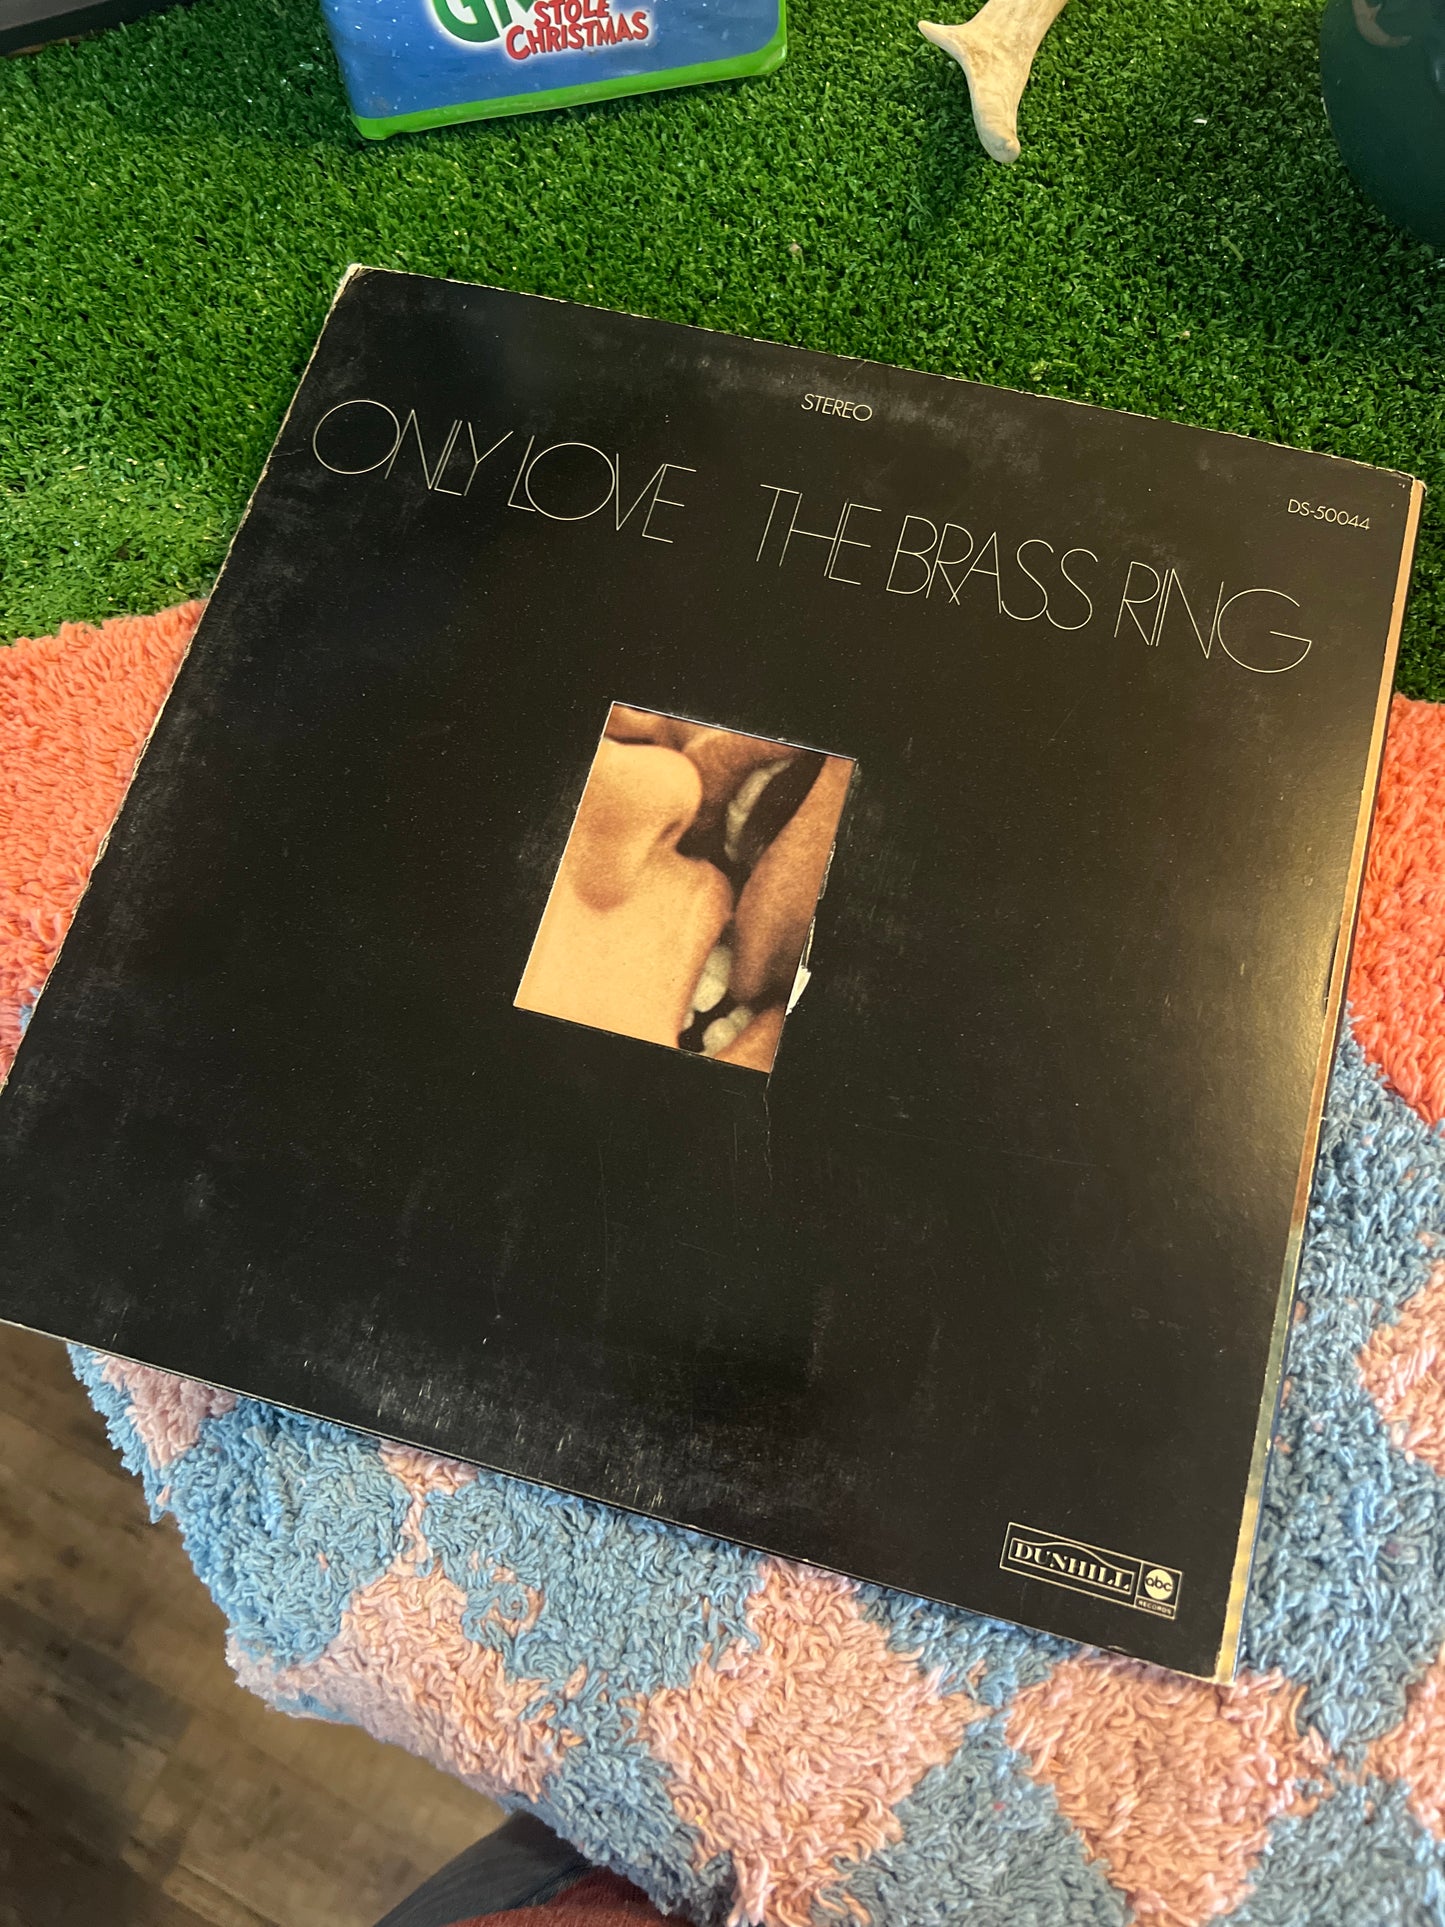 STOLE
CHRISTMAS
STEREO
ONLY LOVE THE BRASS RING
DS-50044
DUNHILL
abc
RECORDS